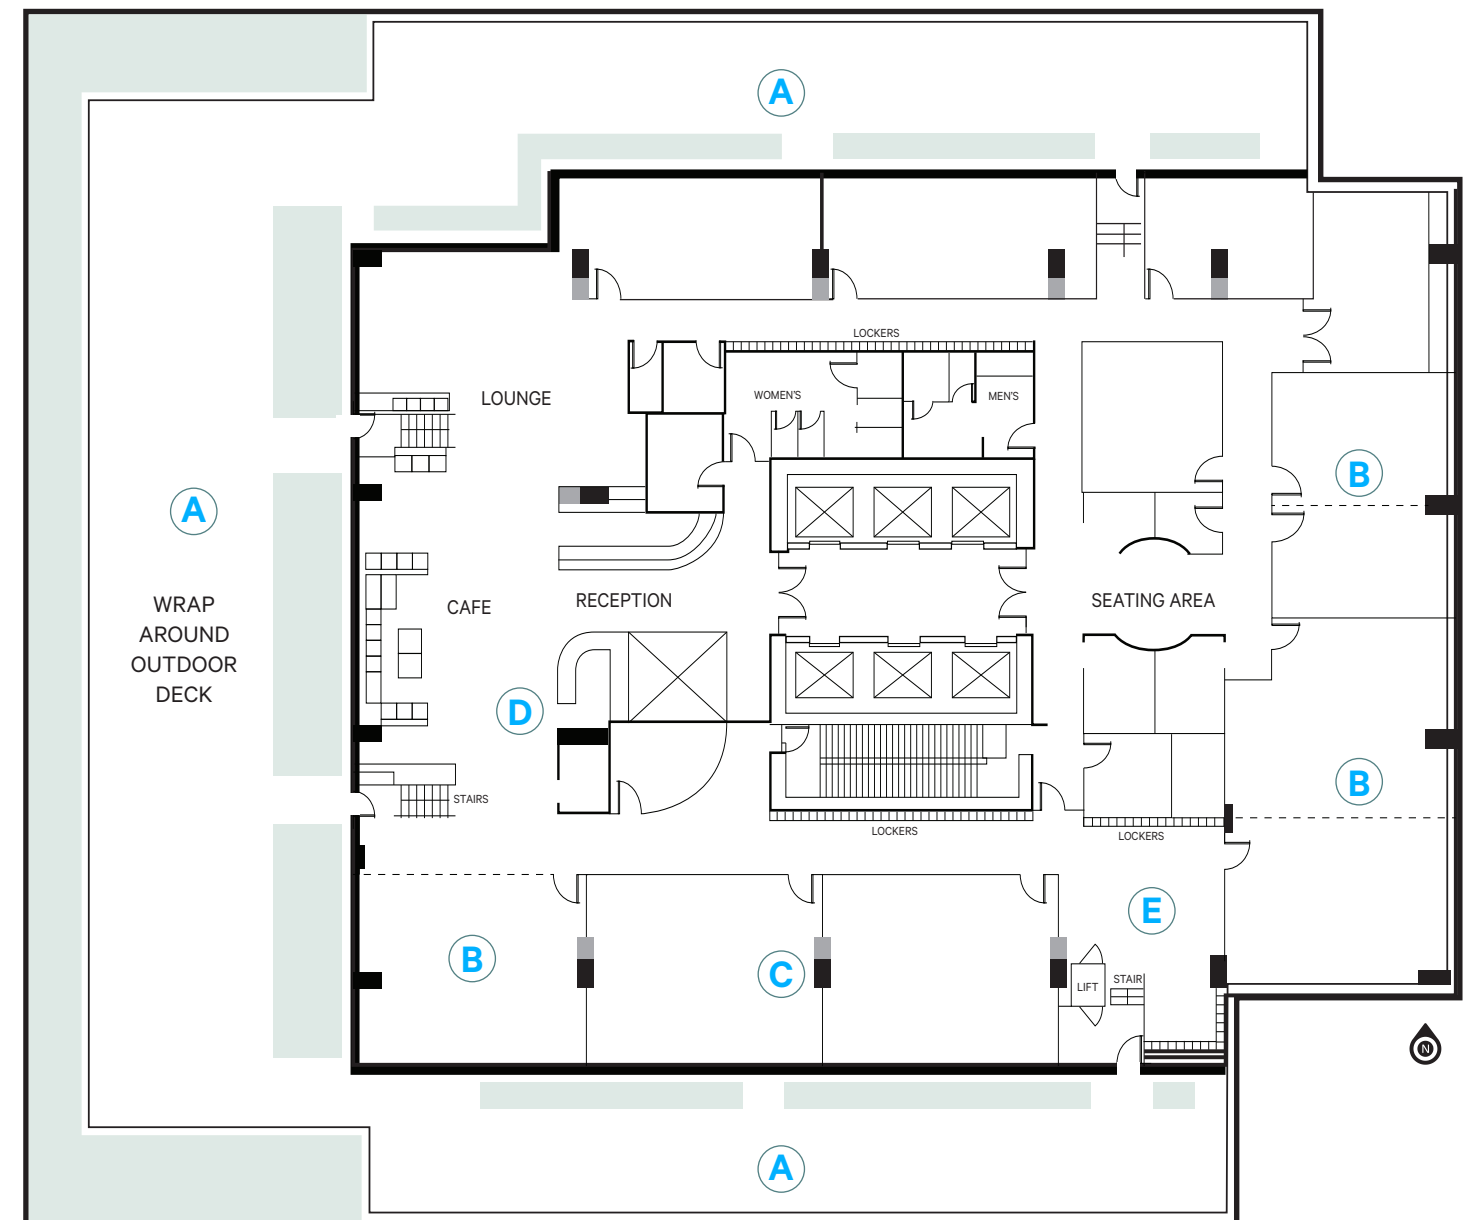 A
LOCKERS
LOUNGE
WOMEN'S
MEN'S
B
A
WRAP
AROUND
OUTDOOR
DECK
CAFE
RECEPTION
SEATING AREA
D
B
STAIRS
LOCKERS
LOCKERS
E
B
C
STAIR
LIFT
N
A